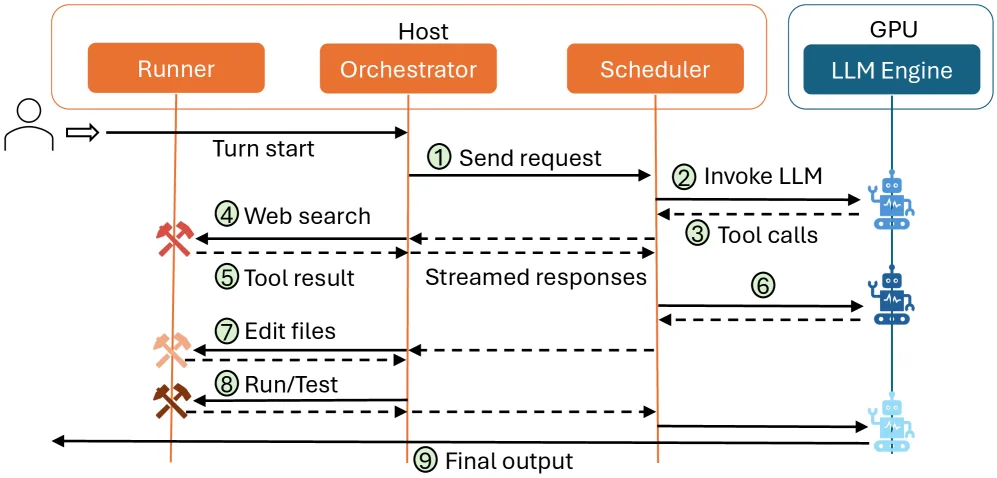 Host
GPU
Runner
Orchestrator
Scheduler
LLM Engine
Turn start
1 Send request
2 Invoke LLM
3 Tool calls
4 Web search
5 Tool result
Streamed responses
6
7 Edit files
8 Run/Test
9 Final output